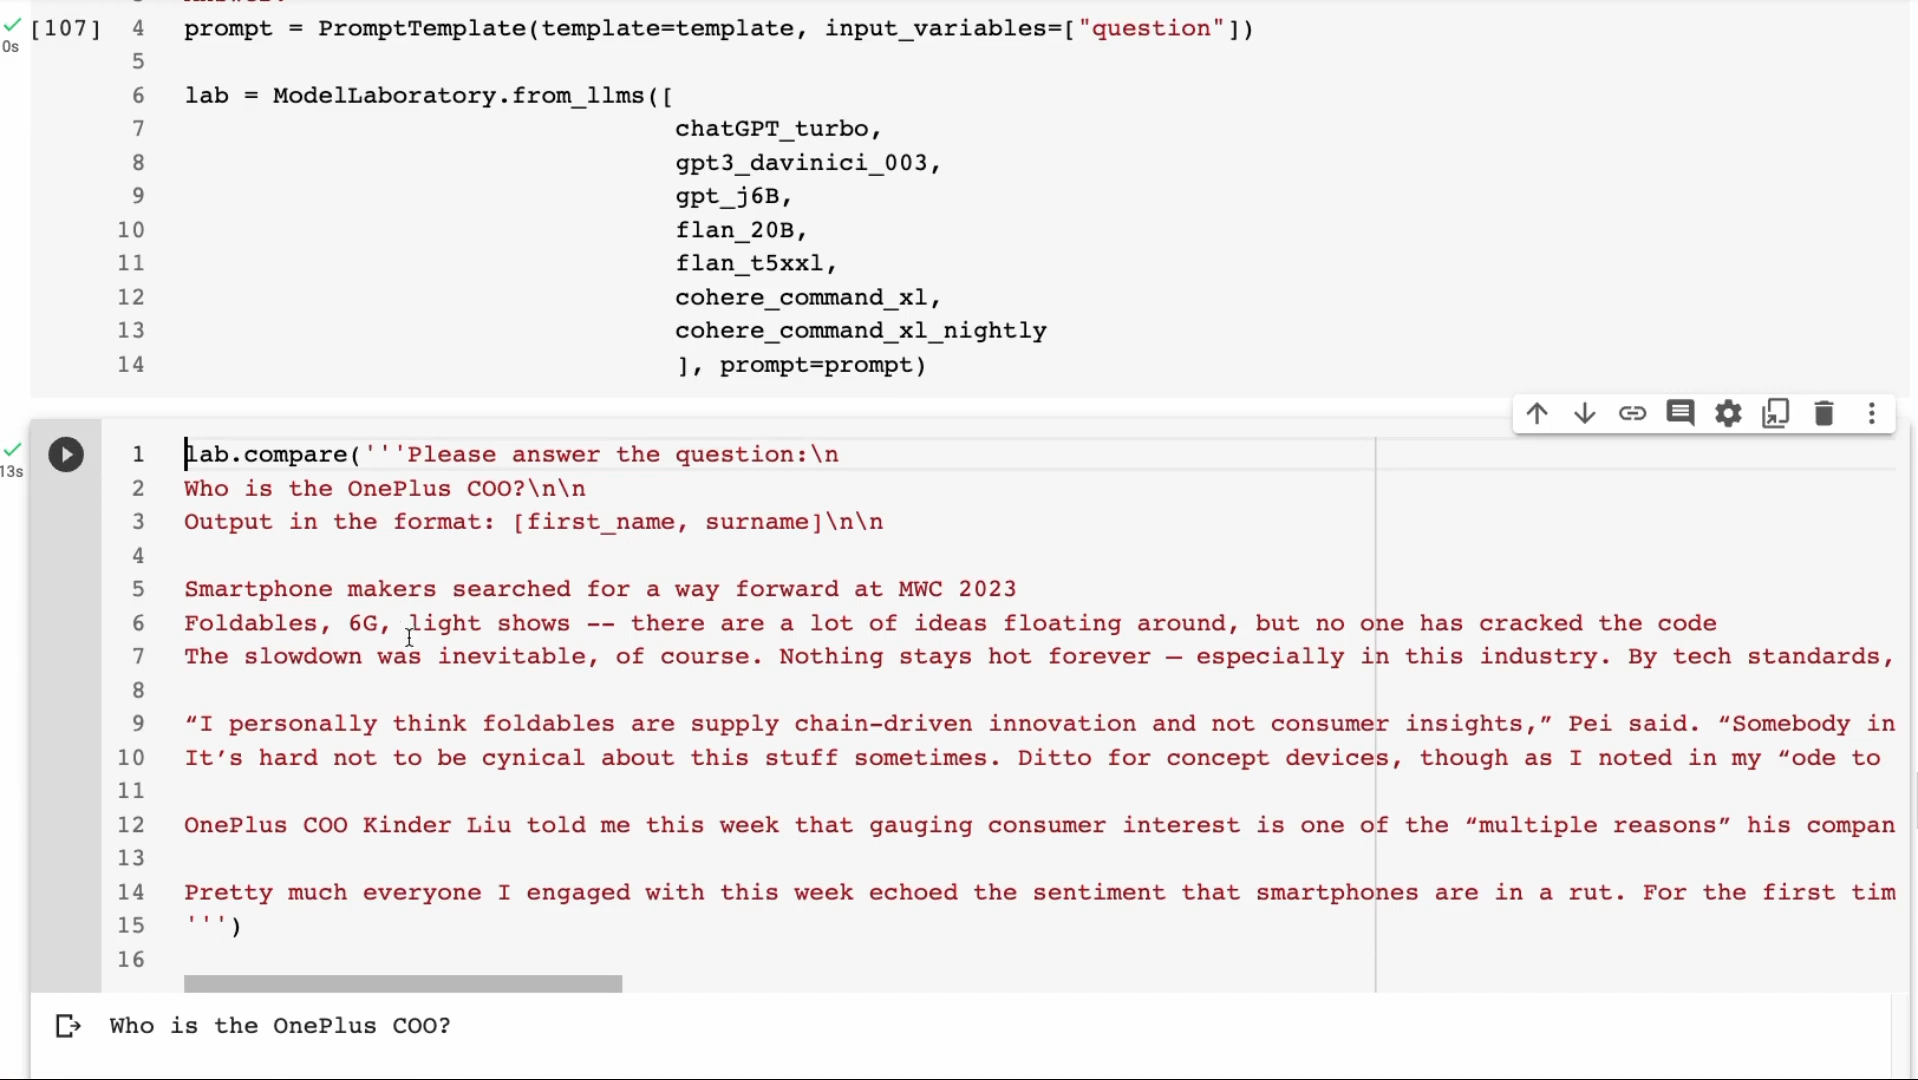 [107] 4 prompt = PromptTemplate(template=template, input_variables=["question"])
0s
5
6 lab = ModelLaboratory.from_llms([
7 chatGPT_turbo,
8 gpt3_davinici_003,
9 gpt_j6B,
10 flan_20B,
11 flan_t5xxl,
12 cohere_command_xl,
13 cohere_command_xl_nightly
14 ], prompt=prompt)
1 lab.compare('''Please answer the question:\n
13s
2 Who is the OnePlus COO?\n\n
3 Output in the format: [first_name, surname]\n\n
4
5 Smartphone makers searched for a way forward at MWC 2023
6 Foldables, 6G, light shows -- there are a lot of ideas floating around, but no one has cracked the code
7 The slowdown was inevitable, of course. Nothing stays hot forever — especially in this industry. By tech standards,
8
9 “I personally think foldables are supply chain-driven innovation and not consumer insights,” Pei said. “Somebody in
10 It’s hard not to be cynical about this stuff sometimes. Ditto for concept devices, though as I noted in my “ode to
11
12 OnePlus COO Kinder Liu told me this week that gauging consumer interest is one of the “multiple reasons” his compan
13
14 Pretty much everyone I engaged with this week echoed the sentiment that smartphones are in a rut. For the first tim
15 ''')
16
Who is the OnePlus COO?